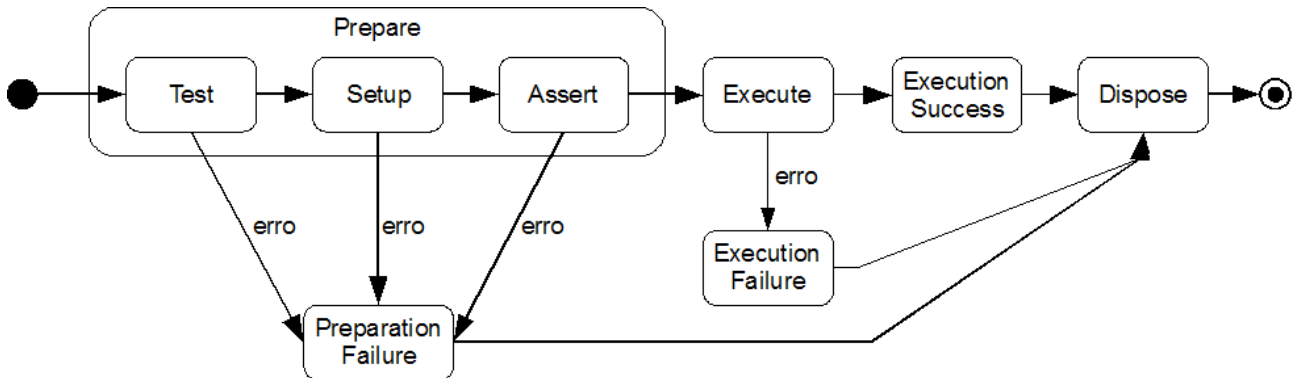 Prepare
Test
Setup
Assert
Execute
Execution
Success
Dispose
erro
erro
erro
erro
Execution
Failure
Preparation
Failure